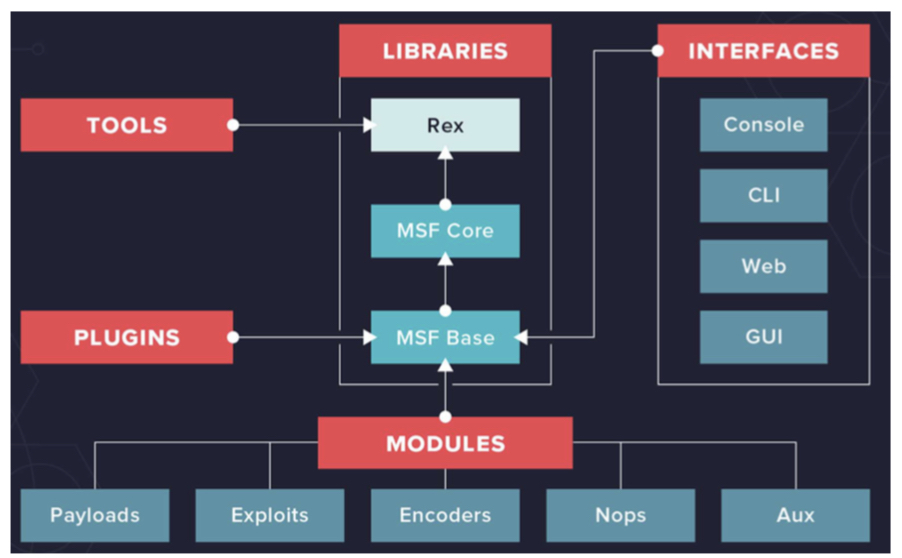 LIBRARIES
INTERFACES
TOOLS
Rex
Console
CLI
MSF Core
Web
PLUGINS
MSF Base
GUI
MODULES
Payloads
Exploits
Encoders
Nops
Aux